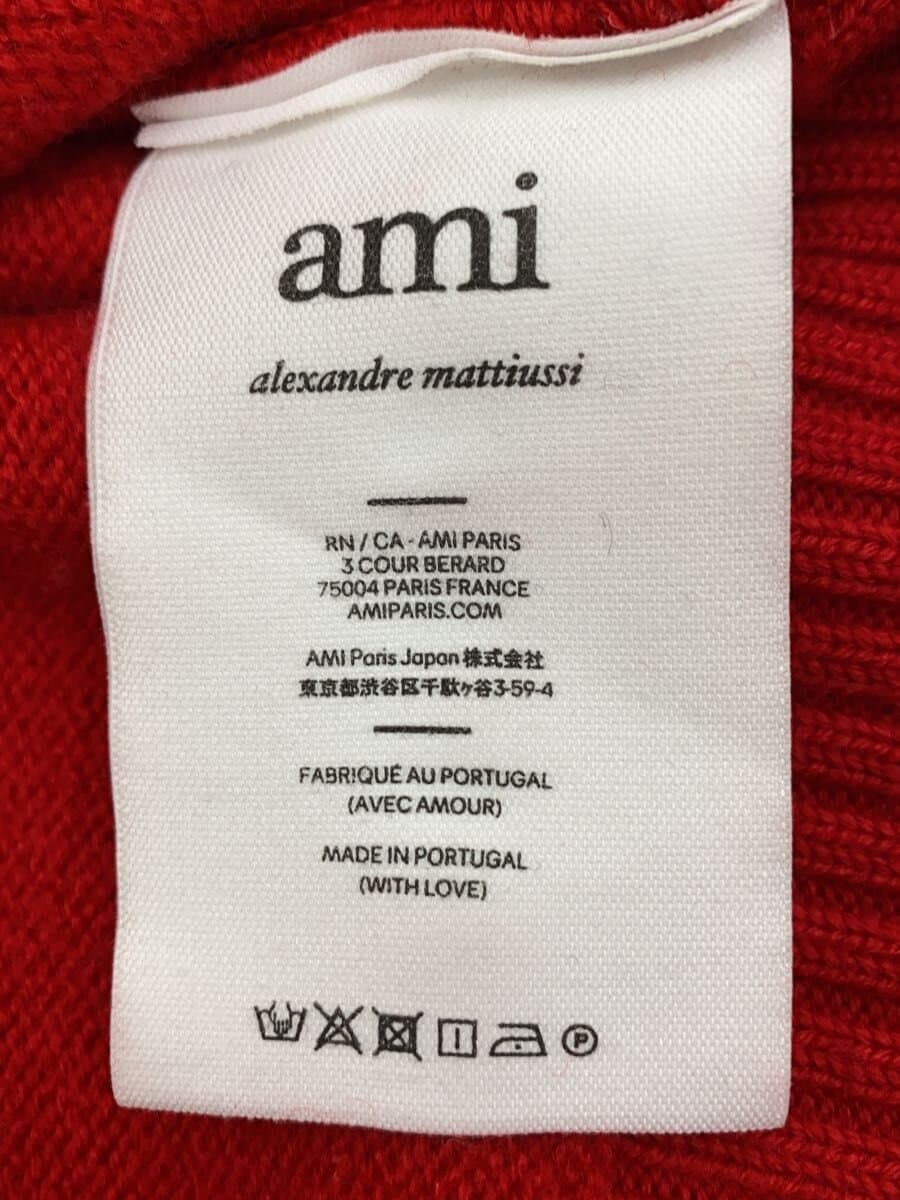 ami
alexandre mattiussi
RN / CA - AMI PARIS
3 COUR BERARD
75004 PARIS FRANCE
AMIPARIS.COM
AMI Paris Japan 株式会社
東京都渋谷区千駄ヶ谷3-59-4
FABRIQUÉ AU PORTUGAL
(AVEC AMOUR)
MADE IN PORTUGAL
(WITH LOVE)
P